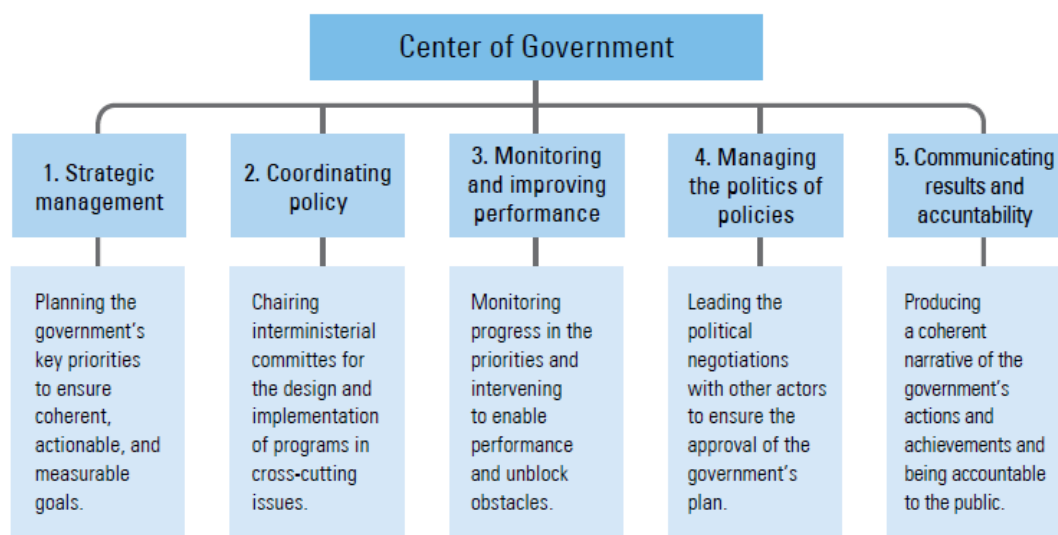 Center of Government
1. Strategic
management
2. Coordinating
policy
3. Monitoring
and improving
performance
4. Managing
the politics of
policies
5. Communicating
results and
accuntability
Planning the
government's
key priorities
to ensure
coherent,
actionable, and
measurable
goals.
Chairing
interministerial
committes for
the design and
implementation
of programs in
cross-cutting
issues.
Monitoring
progress in the
priorities and
intervening
to enable
performance
and unblock
obstacles.
Leading the
political
negotiations
with other actors
to ensure the
approval of the
government's
plan.
Producing
a coherent
narrative of the
government's
actions and
achievements and
being accountable
to the public.